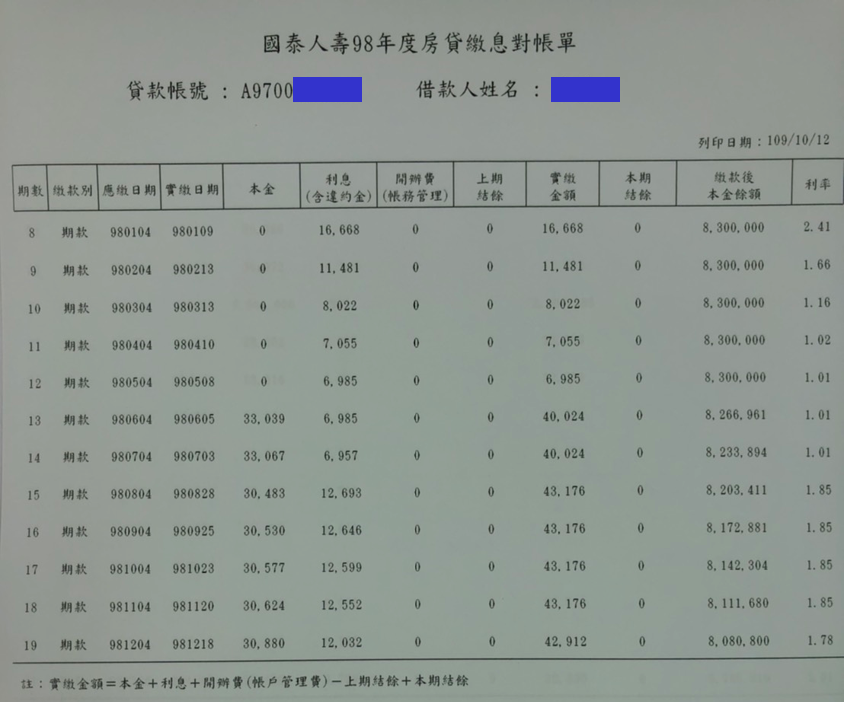 國泰人壽98年度房貸繳息對帳單
貸款帳號 : A9700 借款人姓名 :
列印日期：109/10/12
期數 繳款別 應繳日期 實繳日期 本金 利息(含違約金) 開辦費(帳務管理) 上期結餘 實繳金額 本期結餘 繳款後本金餘額 利率
8 期款 980104 980109 0 16,668 0 0 16,668 0 8,300,000 2.41
9 期款 980204 980213 0 11,481 0 0 11,481 0 8,300,000 1.66
10 期款 980304 980313 0 8,022 0 0 8,022 0 8,300,000 1.16
11 期款 980404 980410 0 7,055 0 0 7,055 0 8,300,000 1.02
12 期款 980504 980508 0 6,985 0 0 6,985 0 8,300,000 1.01
13 期款 980604 980605 33,039 6,985 0 0 40,024 0 8,266,961 1.01
14 期款 980704 980703 33,067 6,957 0 0 40,024 0 8,233,894 1.01
15 期款 980804 980828 30,483 12,693 0 0 43,176 0 8,203,411 1.85
16 期款 980904 980925 30,530 12,646 0 0 43,176 0 8,172,881 1.85
17 期款 981004 981023 30,577 12,599 0 0 43,176 0 8,142,304 1.85
18 期款 981104 981120 30,624 12,552 0 0 43,176 0 8,111,680 1.85
19 期款 981204 981218 30,880 12,032 0 0 42,912 0 8,080,800 1.78
註：實繳金額＝本金＋利息＋開辦費(帳戶管理費)－上期結餘＋本期結餘